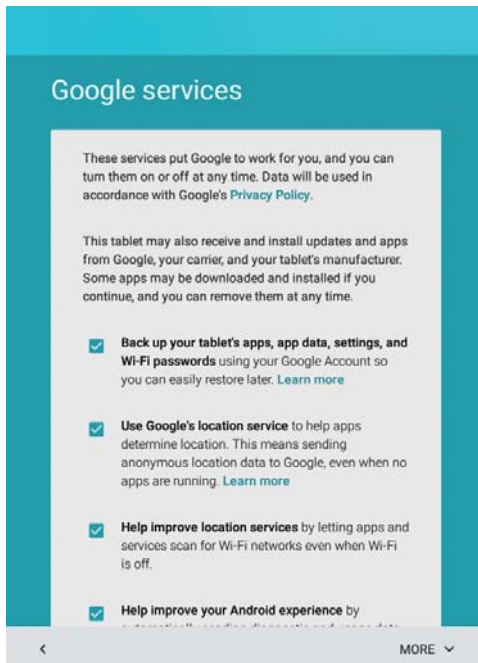 Google services
These services put Google to work for you, and you can
turn them on or off at any time. Data will be used in
accordance with Google's Privacy Policy.
This tablet may also receive and install updates and apps
from Google, your carrier, and your tablet's manufacturer.
Some apps may be downloaded and installed if you
continue, and you can remove them at any time.
Back up your tablet's apps, app data, settings, and
Wi-Fi passwords using your Google Account so
you can easily restore later. Learn more
Use Google's location service to help apps
determine location. This means sending
anonymous location data to Google, even when no
apps are running. Learn more
Help improve location services by letting apps and
services scan for Wi-Fi networks even when Wi-Fi
is off.
Help improve your Android experience by
MORE